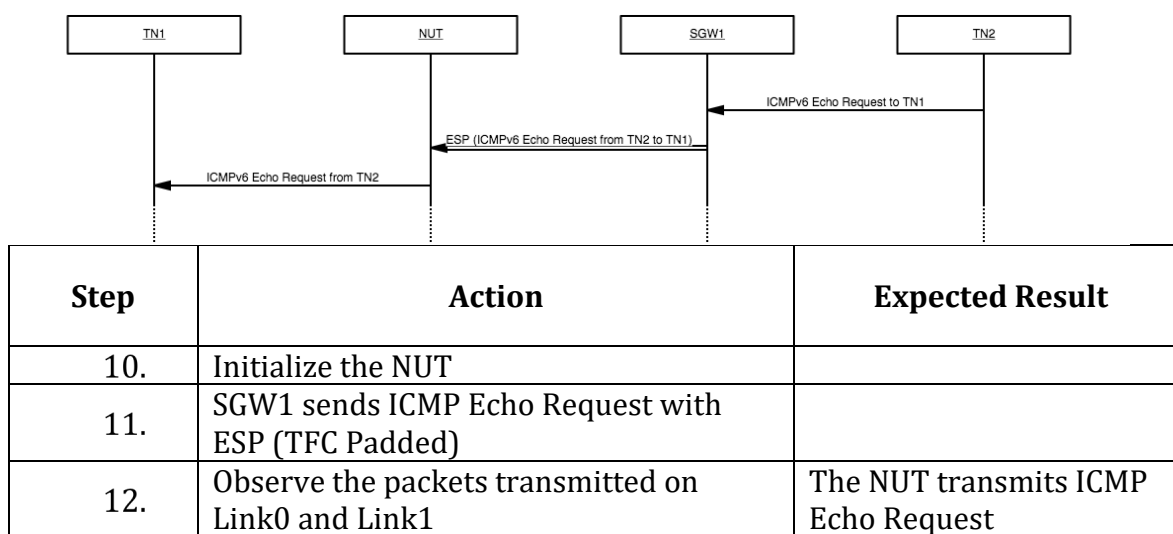 TN1 NUT SGW1 TN2
ICMPv6 Echo Request to TN1
ESP (ICMPv6 Echo Request from TN2 to TN1)
ICMPv6 Echo Request from TN2
Step Action Expected Result
10. Initialize the NUT
11. SGW1 sends ICMP Echo Request with
ESP (TFC Padded)
12. Observe the packets transmitted on
Link0 and Link1
The NUT transmits ICMP
Echo Request